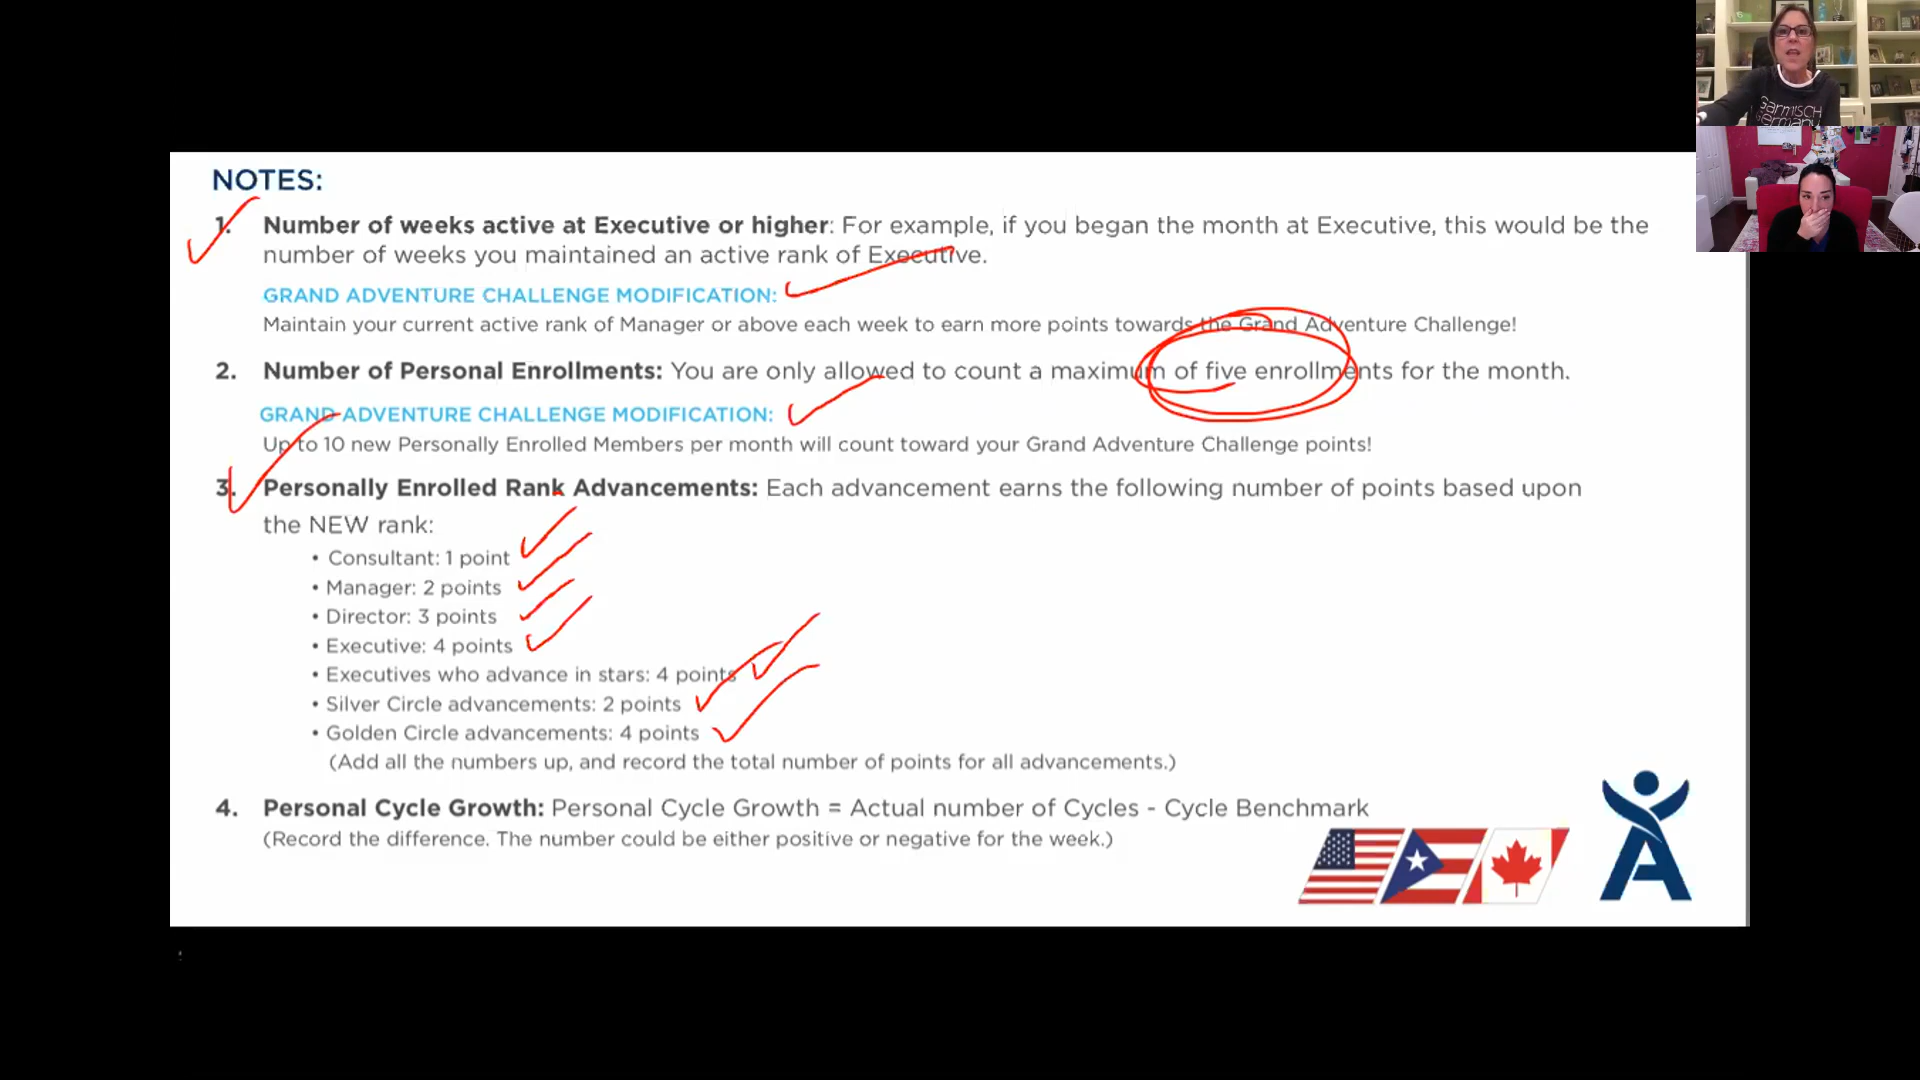 NOTES:
1. Number of weeks active at Executive or higher: For example, if you began the month at Executive, this would be the
number of weeks you maintained an active rank of Executive.
GRAND ADVENTURE CHALLENGE MODIFICATION:
Maintain your current active rank of Manager or above each week to earn more points towards the Grand Adventure Challenge!
2. Number of Personal Enrollments: You are only allowed to count a maximum of five enrollments for the month.
GRAND ADVENTURE CHALLENGE MODIFICATION:
Up to 10 new Personally Enrolled Members per month will count toward your Grand Adventure Challenge points!
3. Personally Enrolled Rank Advancements: Each advancement earns the following number of points based upon
the NEW rank:
• Consultant: 1 point
• Manager: 2 points
• Director: 3 points
• Executive: 4 points
• Executives who advance in stars: 4 points
• Silver Circle advancements: 2 points
• Golden Circle advancements: 4 points
(Add all the numbers up, and record the total number of points for all advancements.)
4. Personal Cycle Growth: Personal Cycle Growth = Actual number of Cycles - Cycle Benchmark
(Record the difference. The number could be either positive or negative for the week.)
Garmisch
Germany